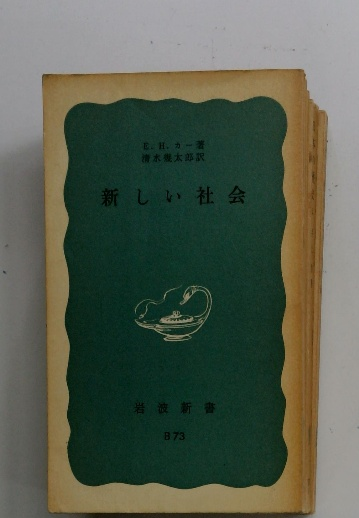 E. H. カー著
清水幾太郎訳
新しい社会
岩波新書
B73